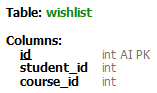 Table: wishlist
Columns:
id int AI PK
student_id int
course_id int